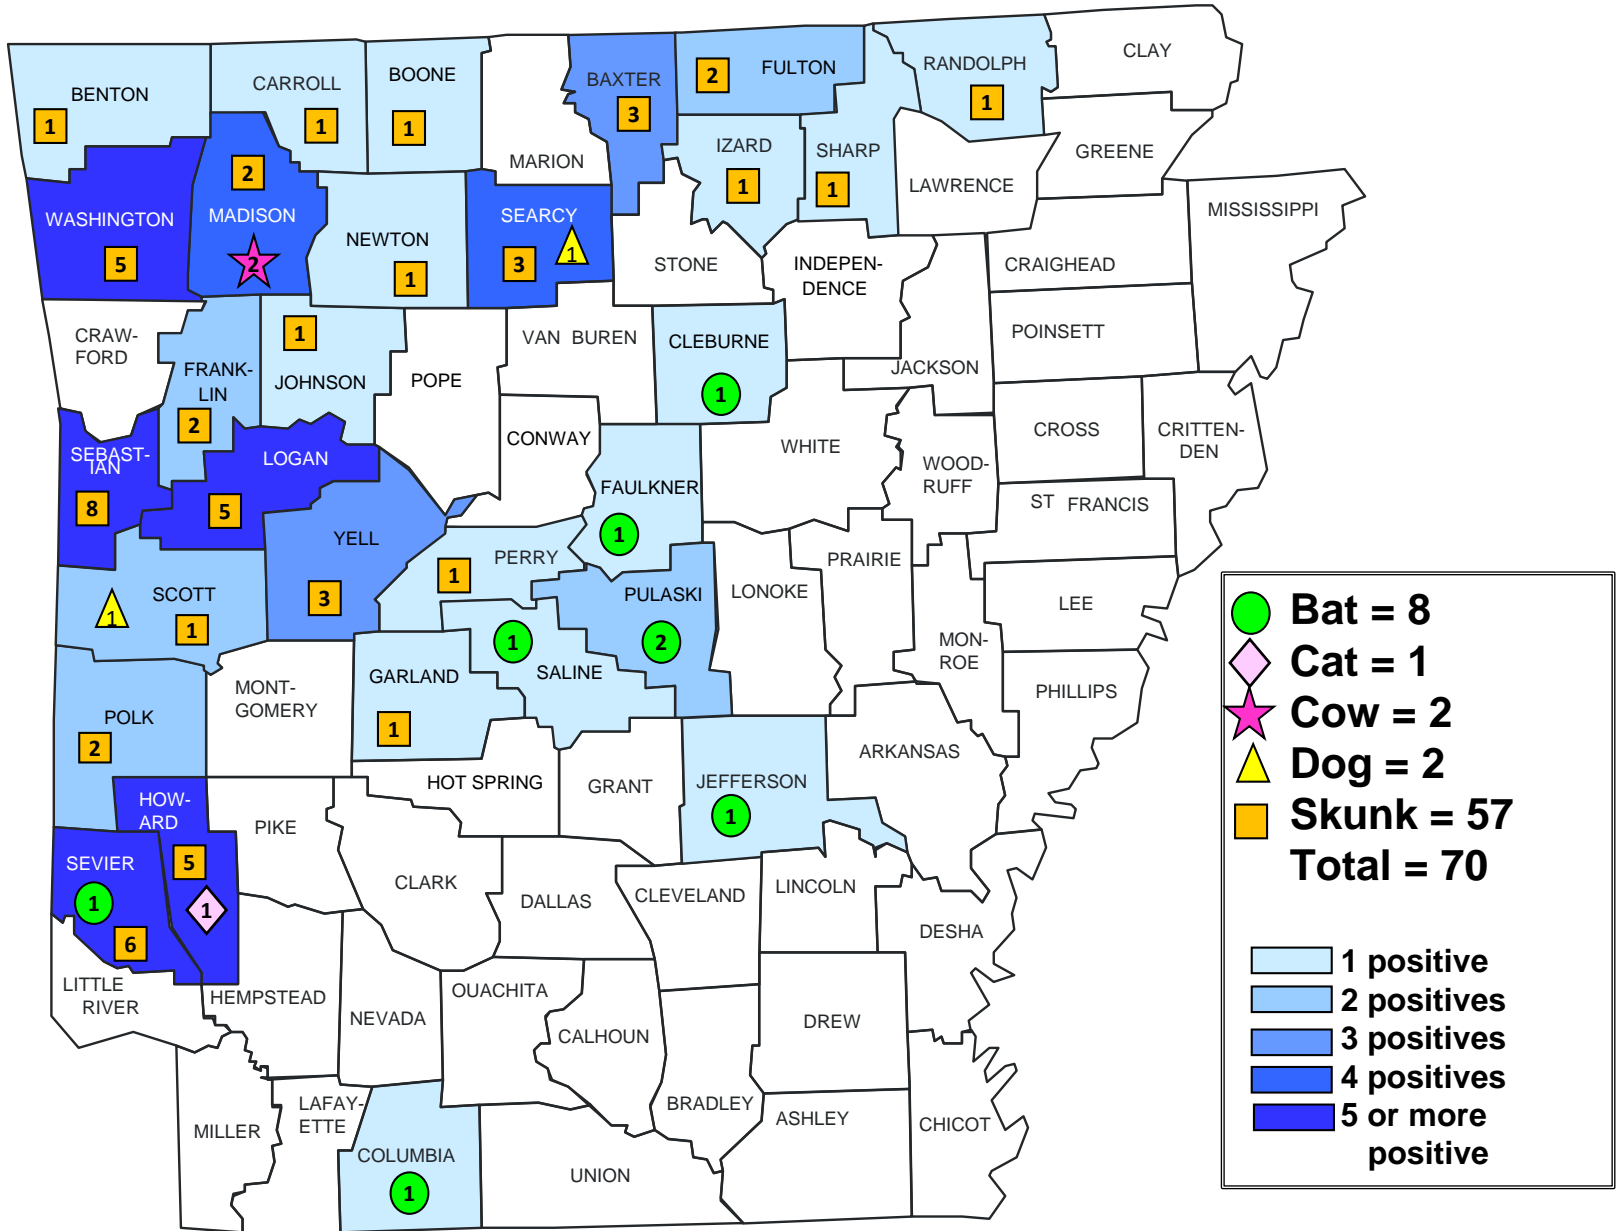 CLAY
BENTON
1
CARROLL
1
BOONE
1
MARION
BAXTER
3
2
FULTON
RANDOLPH
1
GREENE
IZARD
1
SHARP
1
LAWRENCE
MISSISSIPPI
WASHINGTON
5
2
MADISON
2
NEWTON
1
SEARCY
3
1
STONE
INDEPEN-
DENCE
CRAIGHEAD
CRAW-
FORD
FRANK-
LIN
2
1
JOHNSON
POPE
VAN BUREN
CLEBURNE
1
JACKSON
POINSETT
SEBAST-
IAN
8
LOGAN
5
CONWAY
WHITE
WOOD-
RUFF
CROSS
CRITTEN-
DEN
FAULKNER
1
ST FRANCIS
YELL
3
PERRY
1
SCOTT
1
1
PULASKI
2
LONOKE
PRAIRIE
LEE
MON-
ROE
1
SALINE
GARLAND
1
MONT-
GOMERY
PHILLIPS
POLK
2
HOT SPRING
GRANT
JEFFERSON
1
ARKANSAS
HOW-
ARD
5
1
PIKE
SEVIER
1
6
CLARK
DALLAS
CLEVELAND
LINCOLN
DESHA
LITTLE
RIVER
HEMPSTEAD
NEVADA
OUACHITA
CALHOUN
DREW
BRADLEY
ASHLEY
CHICOT
MILLER
LAFAY-
ETTE
COLUMBIA
1
UNION
Bat = 8
Cat = 1
Cow = 2
Dog = 2
Skunk = 57
Total = 70
1 positive
2 positives
3 positives
4 positives
5 or more
positive